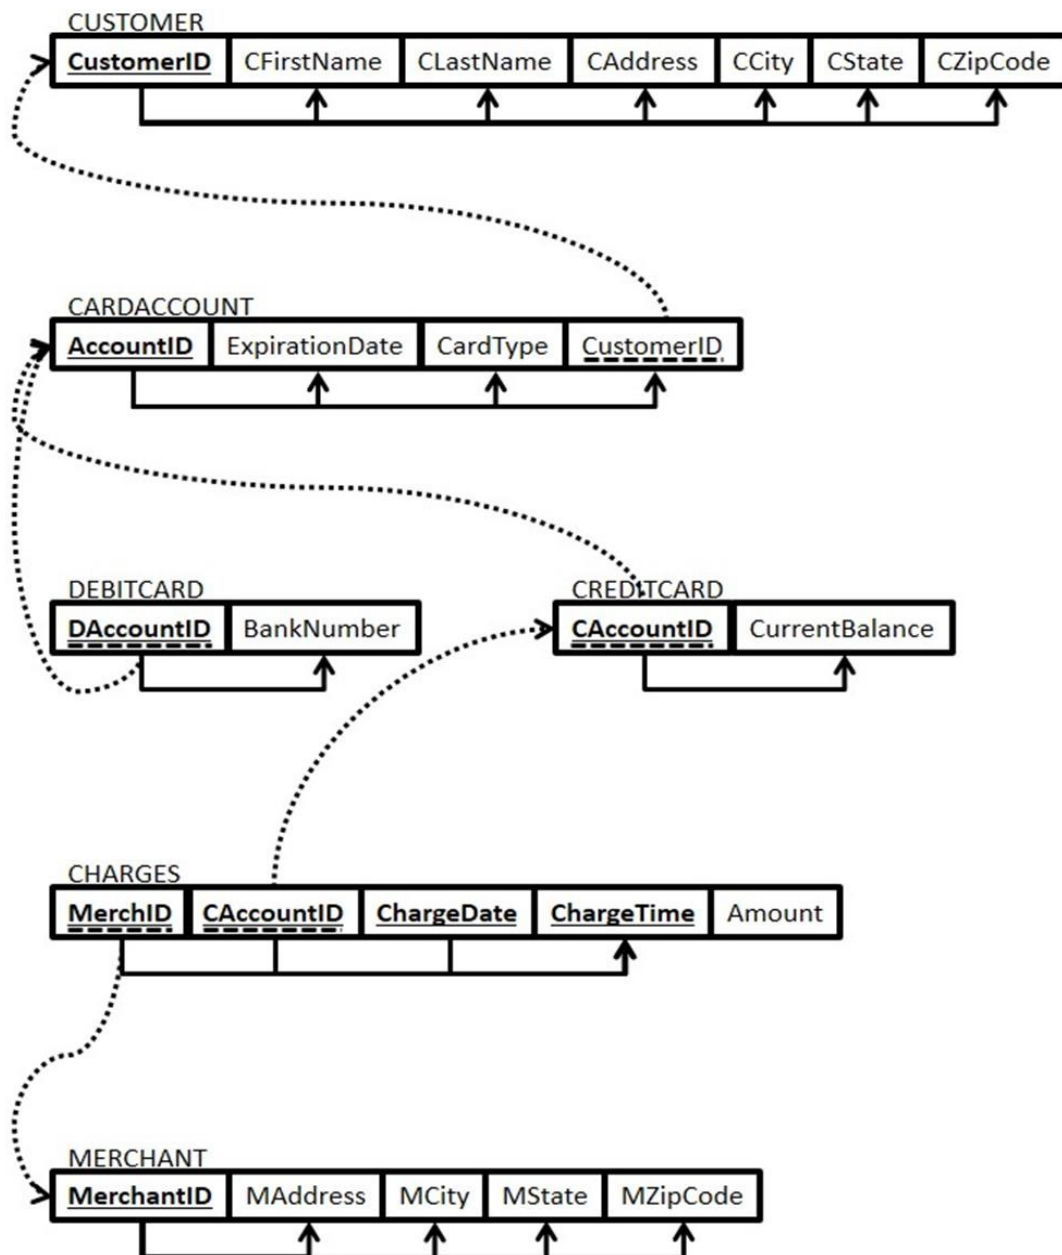 CUSTOMER
CustomerID CFirstName CLastName CAddress CCity CState CZipCode
CARDACCOUNT
AccountID ExpirationDate CardType CustomerID
DEBITCARD CREDITCARD
DAccountID BankNumber CAccountID CurrentBalance
CHARGES
MerchID CAccountID ChargeDate ChargeTime Amount
MERCHANT
MerchantID MAddress MCity MState MZipCode